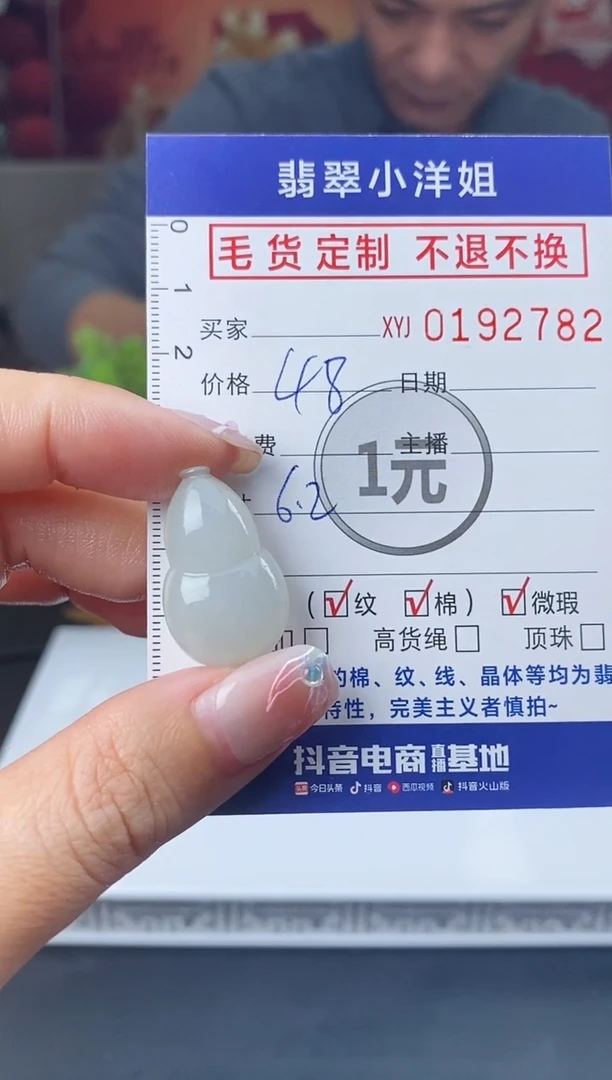 翡翠小洋姐
毛货定制 不退不换
0
1
2
买家 XYJ 0192782
价格 48 日期
费 主播
1元
6.2
(☑纹 ☑棉) ☑微瑕
高货绳☐ 顶珠☐
的棉、纹、线、晶体等均为翡
特性，完美主义者慎拍~
抖音电商直播基地
头条 今日头条 抖音 西瓜视频 抖音火山版